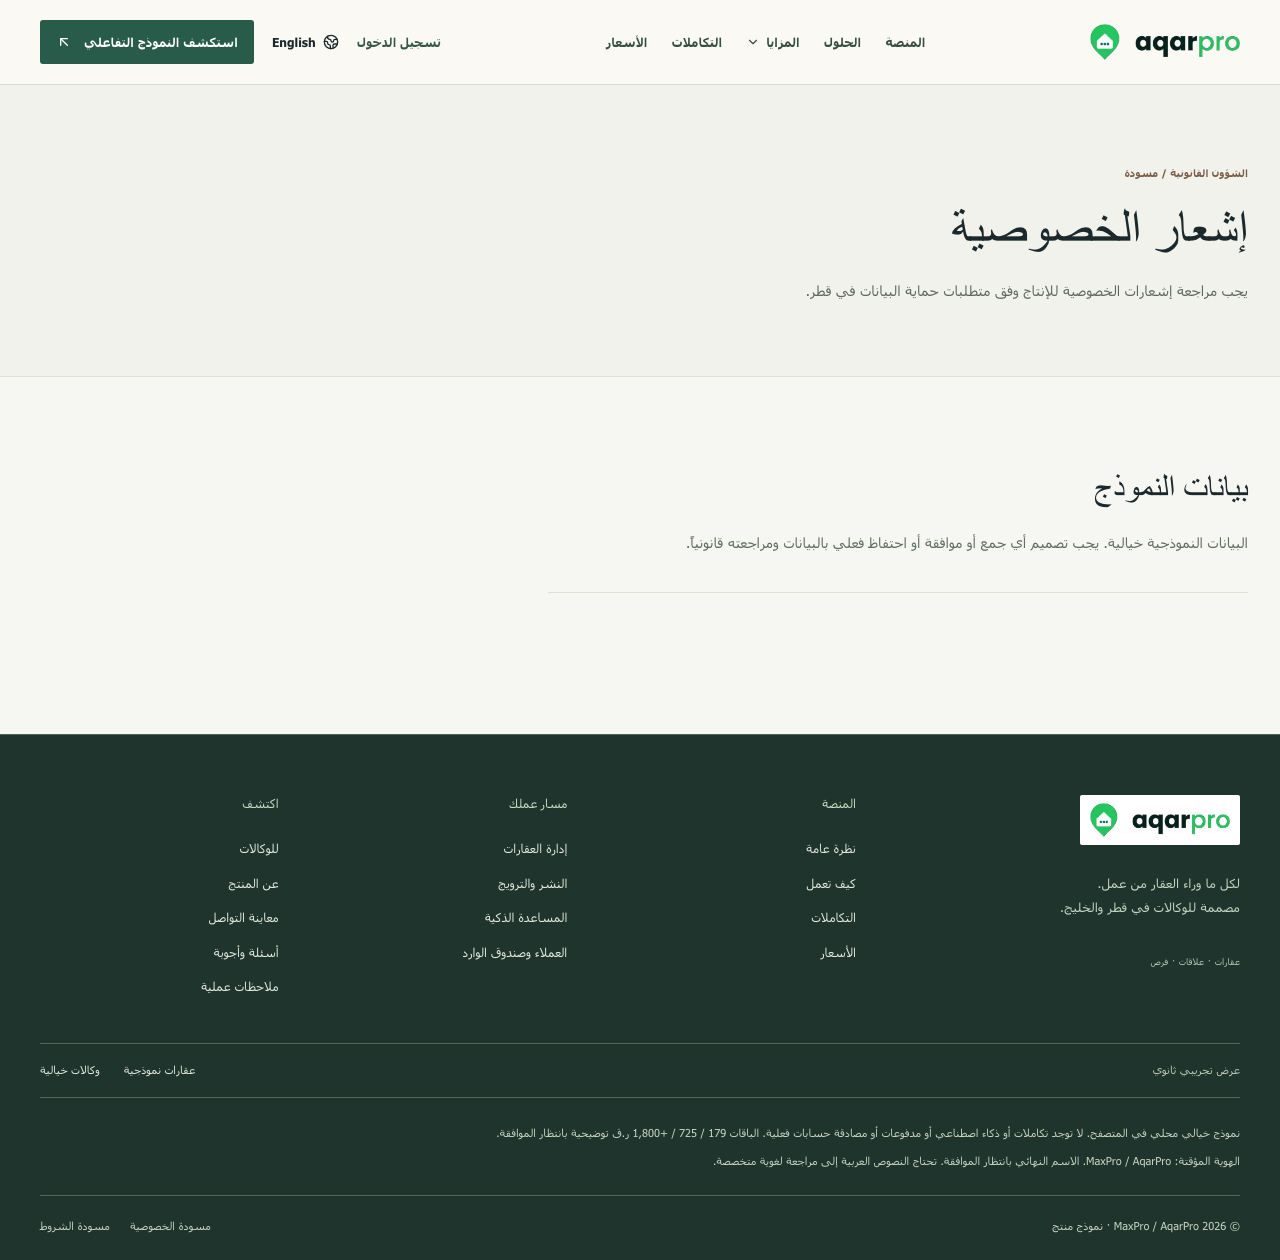 aqarpro
المنصة
الحلول
المزايا
التكاملات
الأسعار
تسجيل الدخول
English
استكشف النموذج التفاعلي
الشؤون القانونية / مسودة
إشعار الخصوصية
يجب مراجعة إشعارات الخصوصية للإنتاج وفق متطلبات حماية البيانات في قطر.
بيانات النموذج
البيانات النموذجية خيالية. يجب تصميم أي جمع أو موافقة أو احتفاظ فعلي بالبيانات ومراجعته قانونياً.
aqarpro
لكل ما وراء العقار من عمل.
مصممة للوكالات في قطر والخليج.
عقارات · علاقات · فرص
المنصة
نظرة عامة
كيف تعمل
التكاملات
الأسعار
مسار عملك
إدارة العقارات
النشر والترويج
المساعدة الذكية
العملاء وصندوق الوارد
اكتشف
للوكالات
عن المنتج
معاينة التواصل
أسئلة وأجوبة
ملاحظات عملية
عرض تجريبي ثانوي
عقارات نموذجية
وكالات خيالية
نموذج خيالي محلي في المتصفح. لا توجد تكاملات أو ذكاء اصطناعي أو مدفوعات أو مصادقة حسابات فعلية. الباقات 179 / 725 / +1,800 ر.ق توضيحية بانتظار الموافقة.
الهوية المؤقتة: MaxPro / AqarPro. الاسم النهائي بانتظار الموافقة. تحتاج النصوص العربية إلى مراجعة لغوية متخصصة.
© 2026 MaxPro / AqarPro · نموذج منتج
مسودة الخصوصية
مسودة الشروط